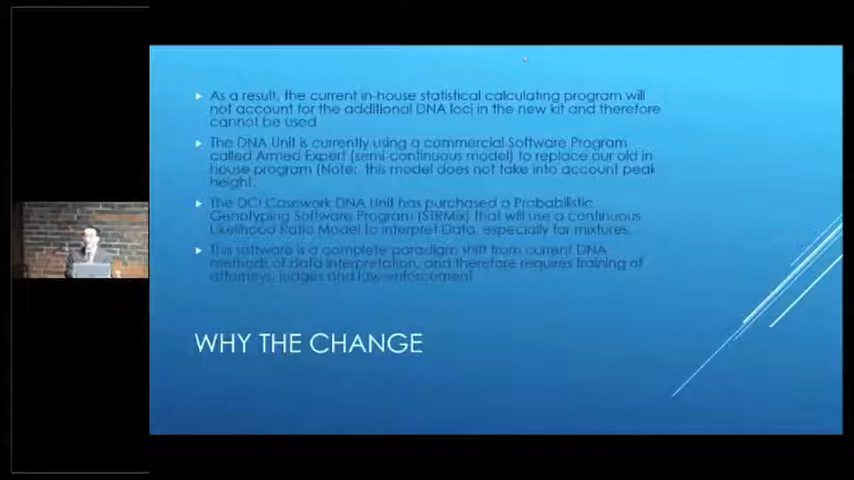 As a result, the current in-house statistical calculating program will
not account for the additional DNA loci in the new kit and therefore
cannot be used
The DNA Unit is currently using a commercial Software Program
called Armed Expert (semi-continuous model) to replace our old in
house program (Note: this model does not take into account peak
height.
The DCI Casework DNA Unit has purchased a Probabilistic
Genotyping Software Program (STRMix) that will use a continuous
Likelihood Ratio Model to interpret Data, especially for mixtures.
This software is a complete paradigm shift from current DNA
methods of data interpretation, and therefore requires training of
attorneys, judges and law enforcement
WHY THE CHANGE